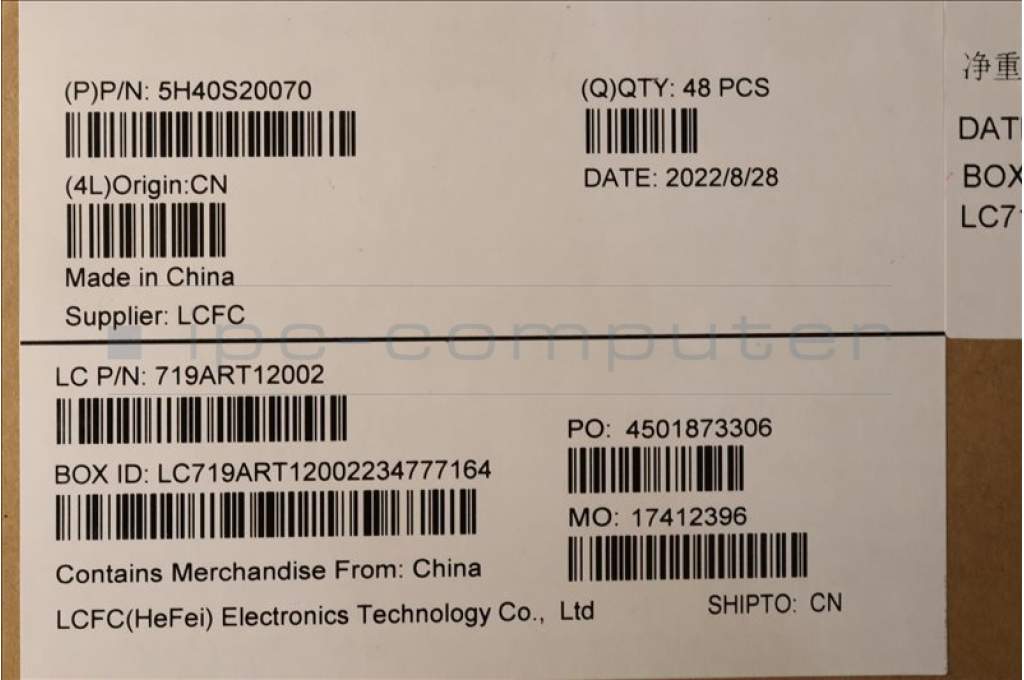 (P)P/N: 5H40S20070
(Q)QTY: 48 PCS
(4L)Origin:CN
DATE: 2022/8/28
Made in China
Supplier: LCFC
ipc-computer
LC P/N: 719ART12002
PO: 4501873306
BOX ID: LC719ART12002234777164
MO: 17412396
Contains Merchandise From: China
LCFC(HeFei) Electronics Technology Co., Ltd
SHIPTO: CN
净重
BOX